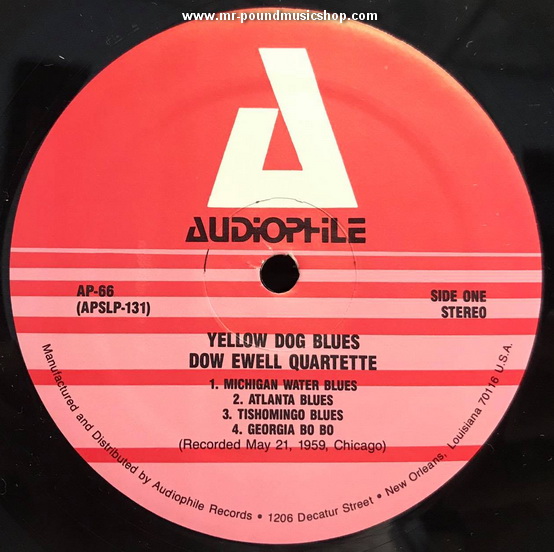 www.mr-poundmusicshop.com
AUDIOPHILE
AP-66
(APSLP-131)
SIDE ONE
STEREO
YELLOW DOG BLUES
DOW EWELL QUARTETTE
1. MICHIGAN WATER BLUES
2. ATLANTA BLUES
3. TISHOMINGO BLUES
4. GEORGIA BO BO
(Recorded May 21, 1959, Chicago)
Manufactured and Distributed by Audiophile Records • 1206 Decatur Street • New Orleans, Louisiana 70116 U.S.A.